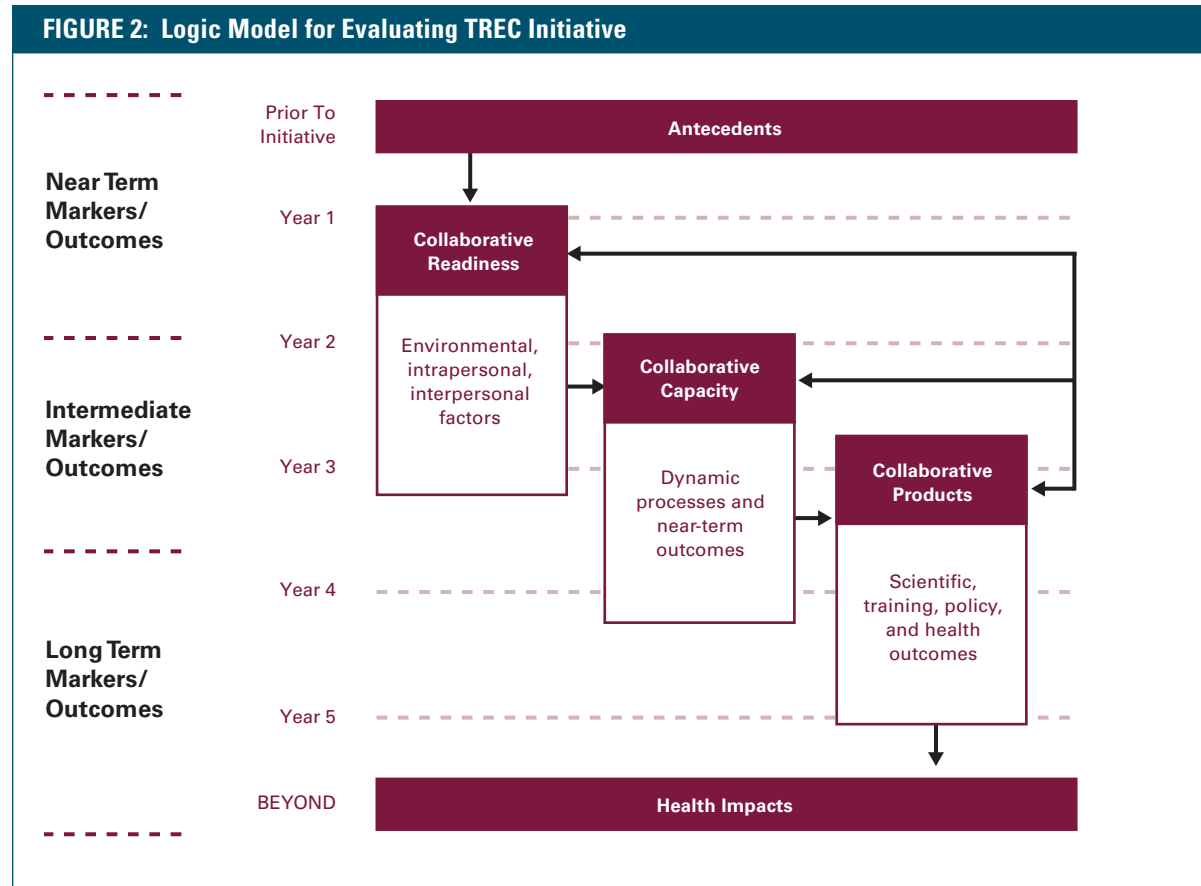 FIGURE 2: Logic Model for Evaluating TREC Initiative
Prior To
Initiative
Antecedents
Near Term
Markers/
Outcomes
Year 1
Collaborative
Readiness
Environmental,
intrapersonal,
interpersonal
factors
Year 2
Collaborative
Capacity
Intermediate
Markers/
Outcomes
Year 3
Dynamic
processes and
near-term
outcomes
Collaborative
Products
Year 4
Scientific,
training, policy,
and health
outcomes
Long Term
Markers/
Outcomes
Year 5
BEYOND
Health Impacts